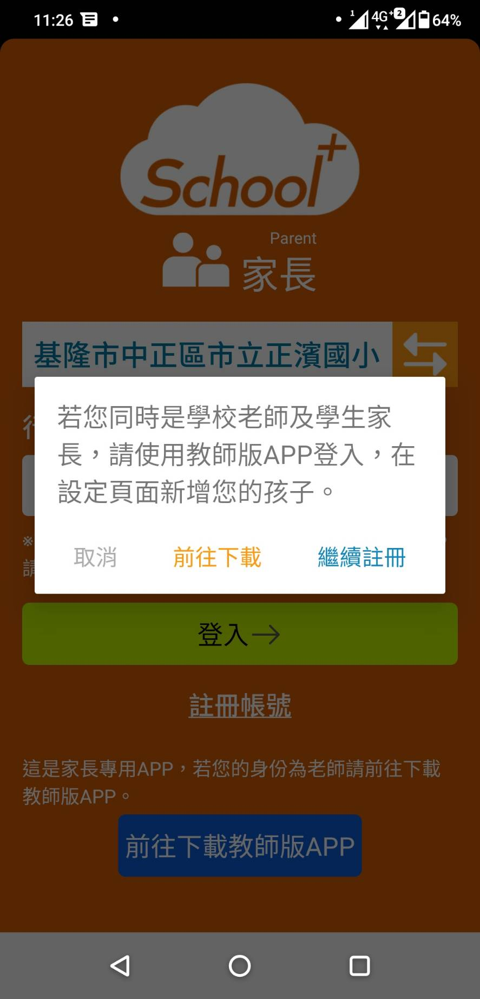 11:26
1 4G+ 2 64%
School+
Parent
家長
基隆市中正區市立正濱國小
若您同時是學校老師及學生家
長，請使用教師版APP登入，在
設定頁面新增您的孩子。
※
請
取消 前往下載 繼續註冊
登入→
註冊帳號
這是家長專用APP，若您的身份為老師請前往下載
教師版APP。
前往下載教師版APP